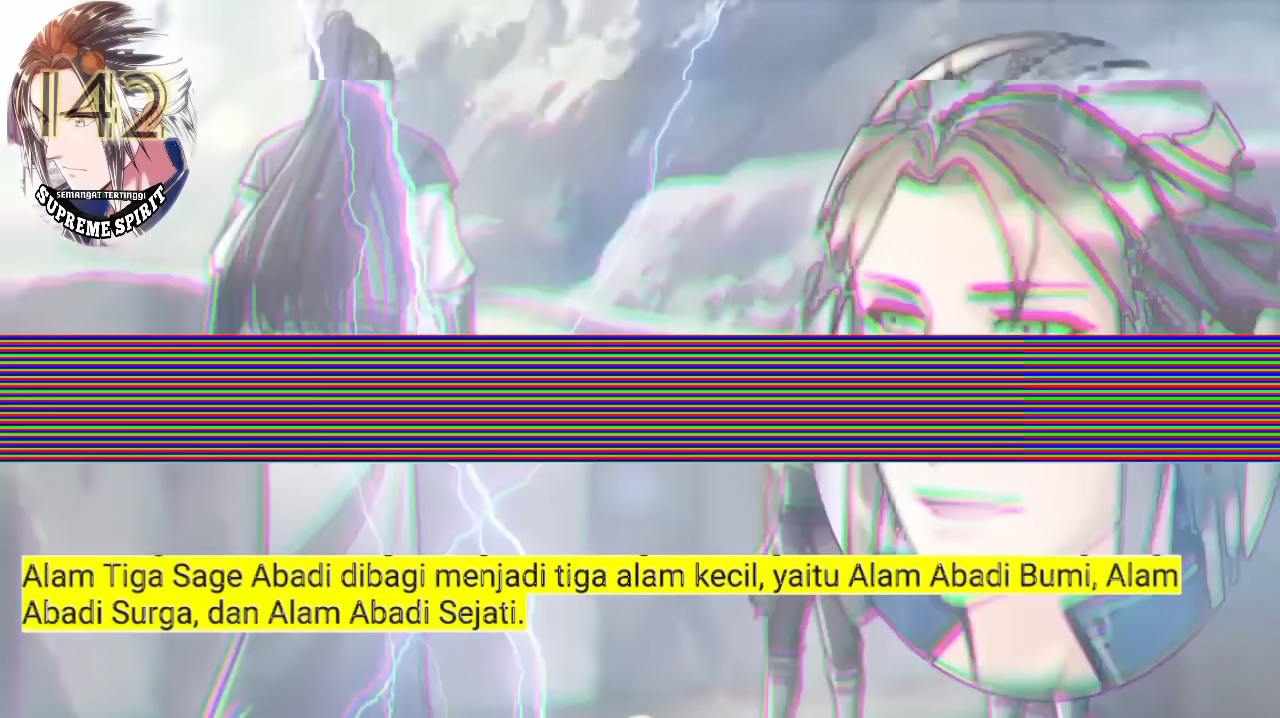 142
SEMANGAT TERTINGGI
SUPREME SPIRIT
Alam Tiga Sage Abadi dibagi menjadi tiga alam kecil, yaitu Alam Abadi Bumi, Alam
Abadi Surga, dan Alam Abadi Sejati.